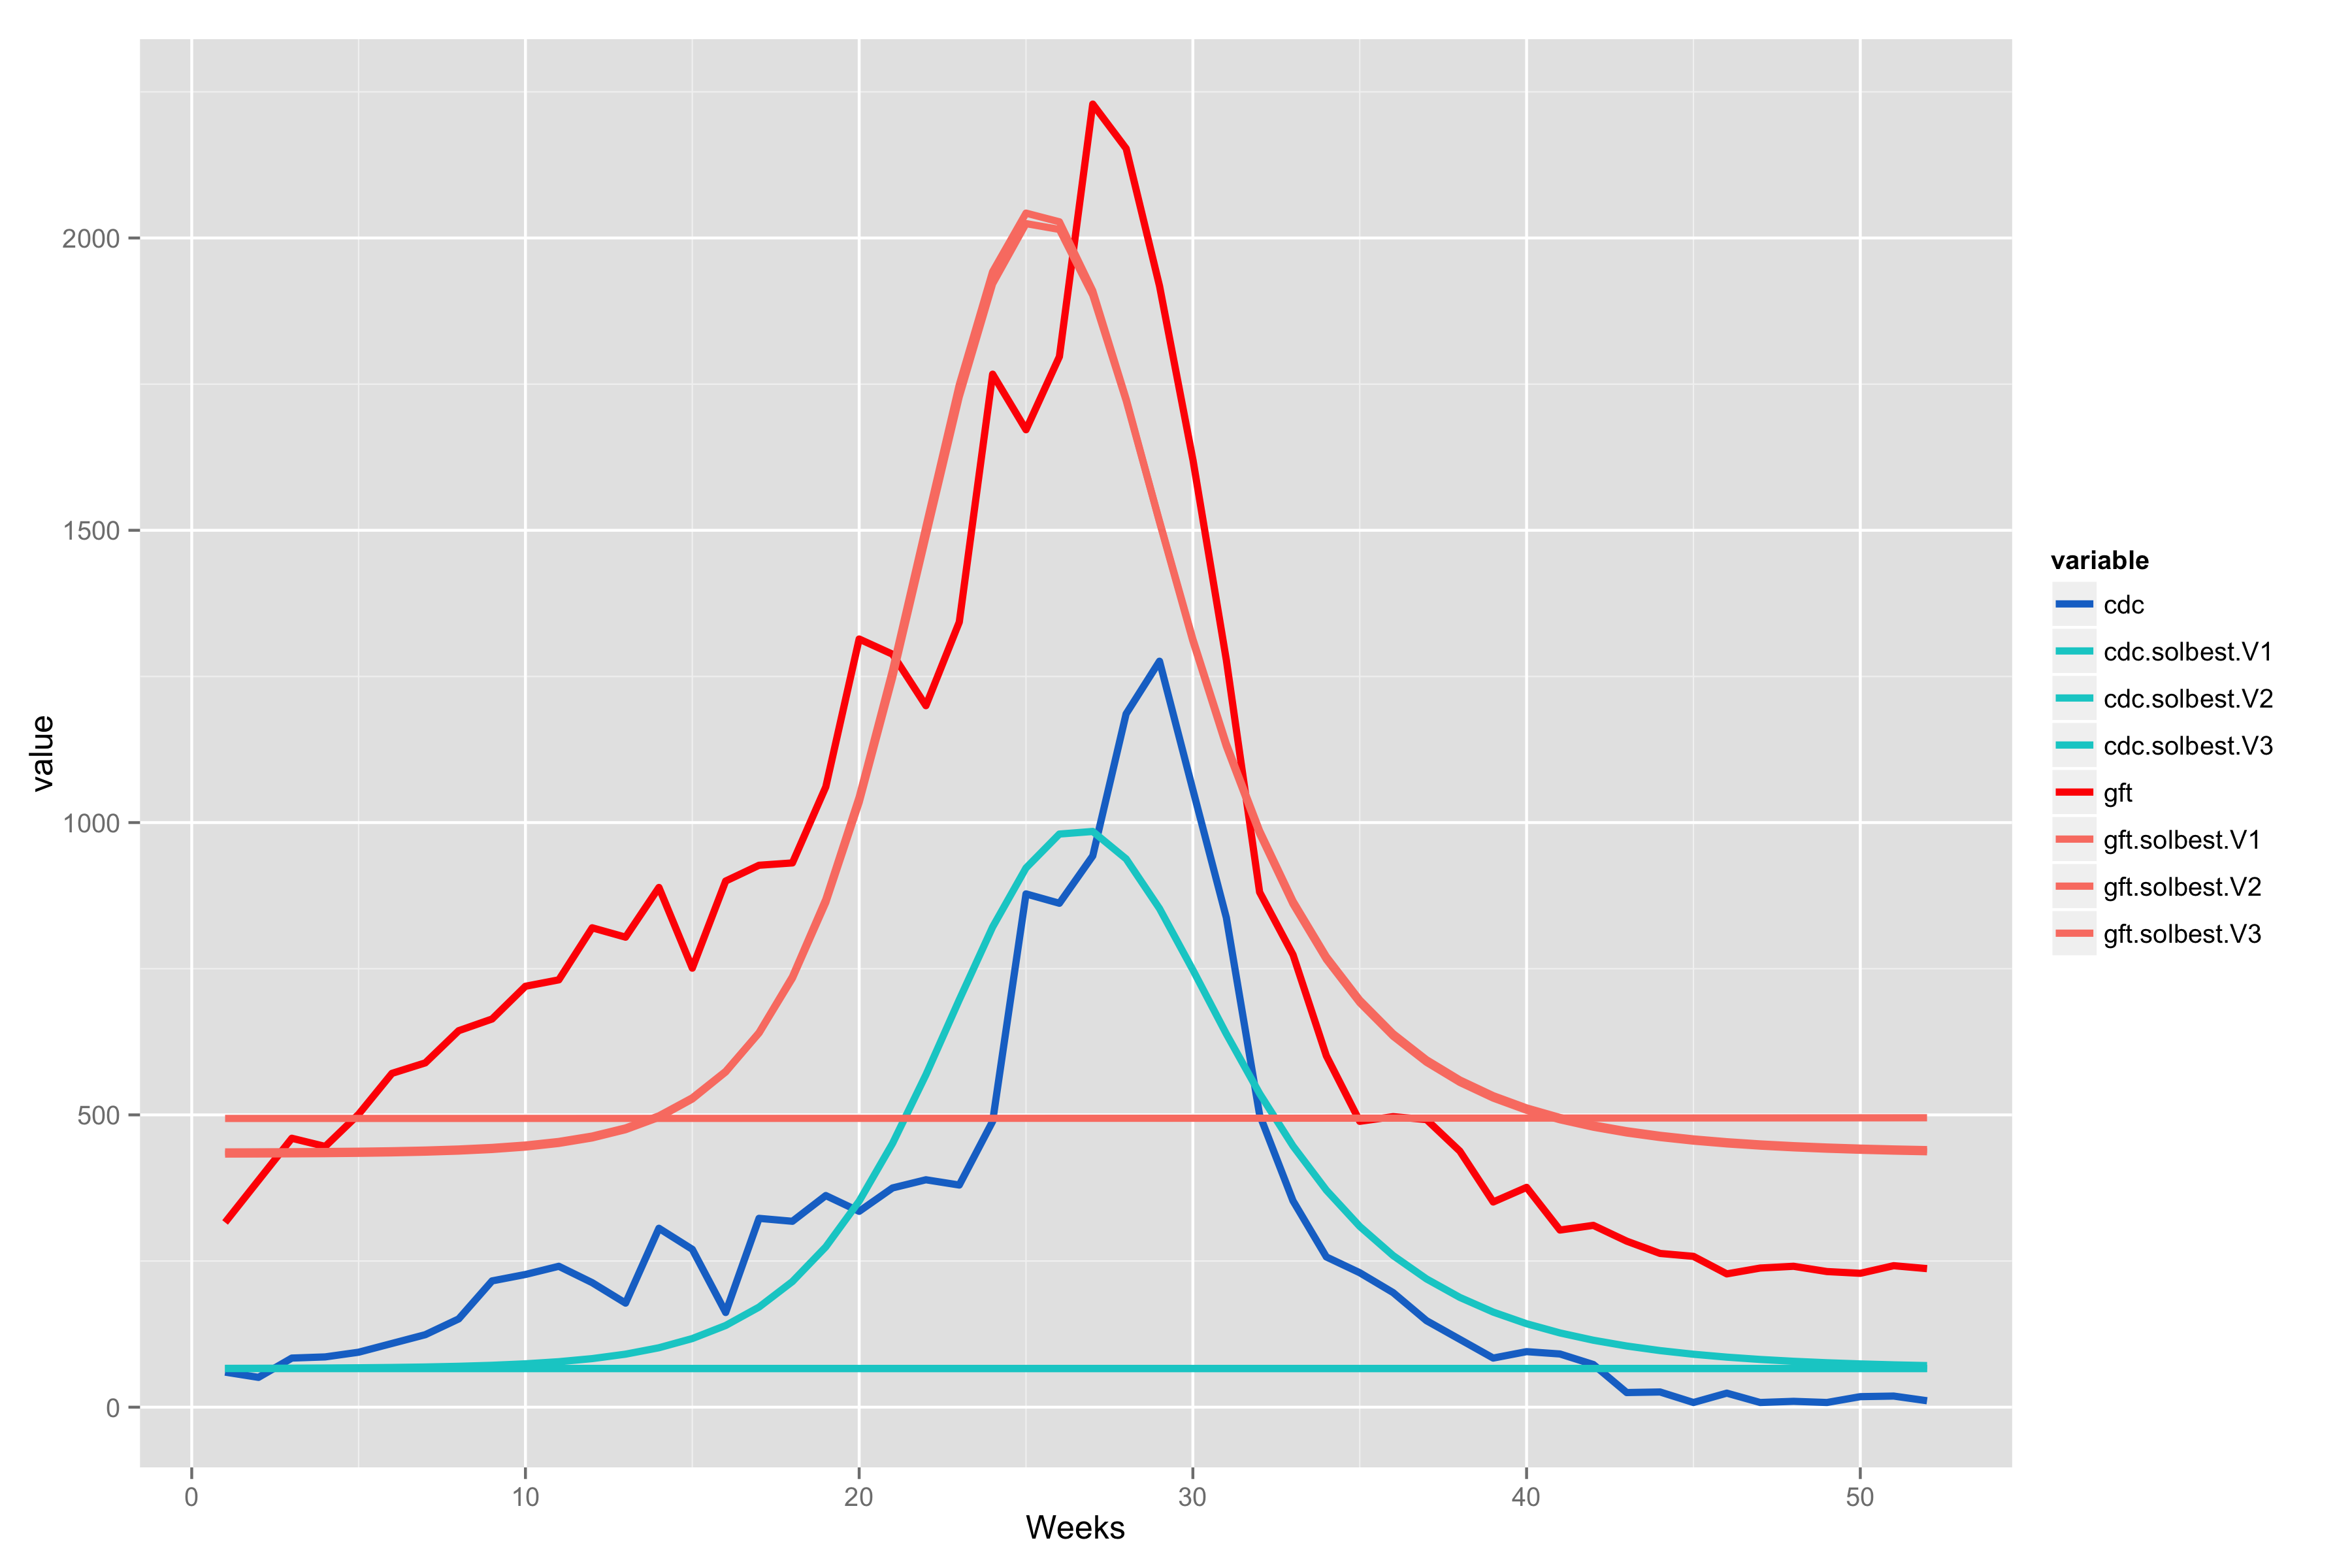 2000
1500
1000
500
0
value
0 10 20 30 40 50
Weeks
variable
cdc
cdc.solbest.V1
cdc.solbest.V2
cdc.solbest.V3
gft
gft.solbest.V1
gft.solbest.V2
gft.solbest.V3